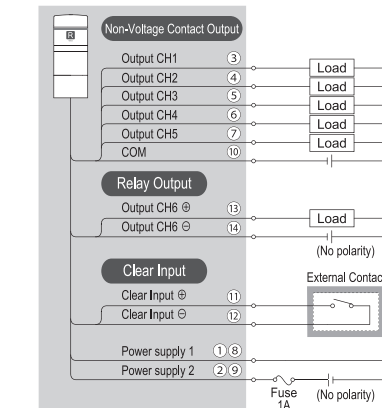 R
Non-Voltage Contact Output
Output CH1 ③
Output CH2 ④
Output CH3 ⑤
Output CH4 ⑥
Output CH5 ⑦
COM ⑩
Load
Load
Load
Load
Load
Relay Output
Output CH6 ⊕ ⑬
Output CH6 ⊖ ⑭
Load
(No polarity)
Clear Input
External Contac
Clear Input ⊕ ⑪
Clear Input ⊖ ⑫
Power supply 1 ①⑧
Power supply 2 ②⑨
Fuse
1A
(No polarity)